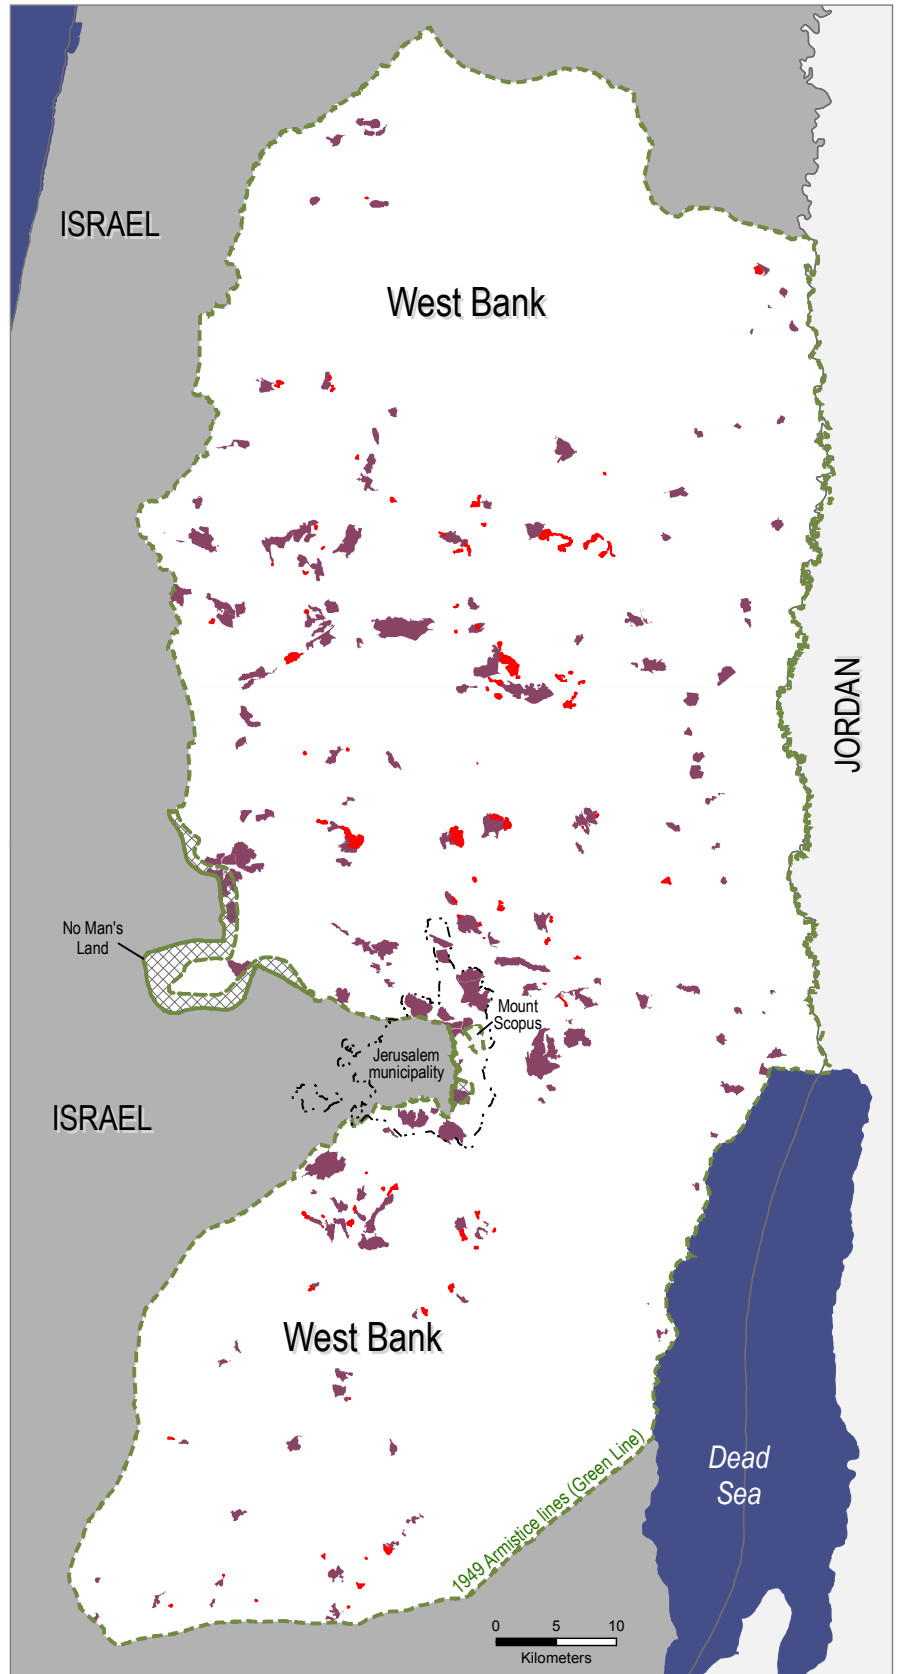 ISRAEL
West Bank
JORDAN
No Man's
Land
Mount
Scopus
Jerusalem
municipality
ISRAEL
West Bank
1949 Armistice lines (Green Line)
Dead
Sea
0 5 10
Kilometers